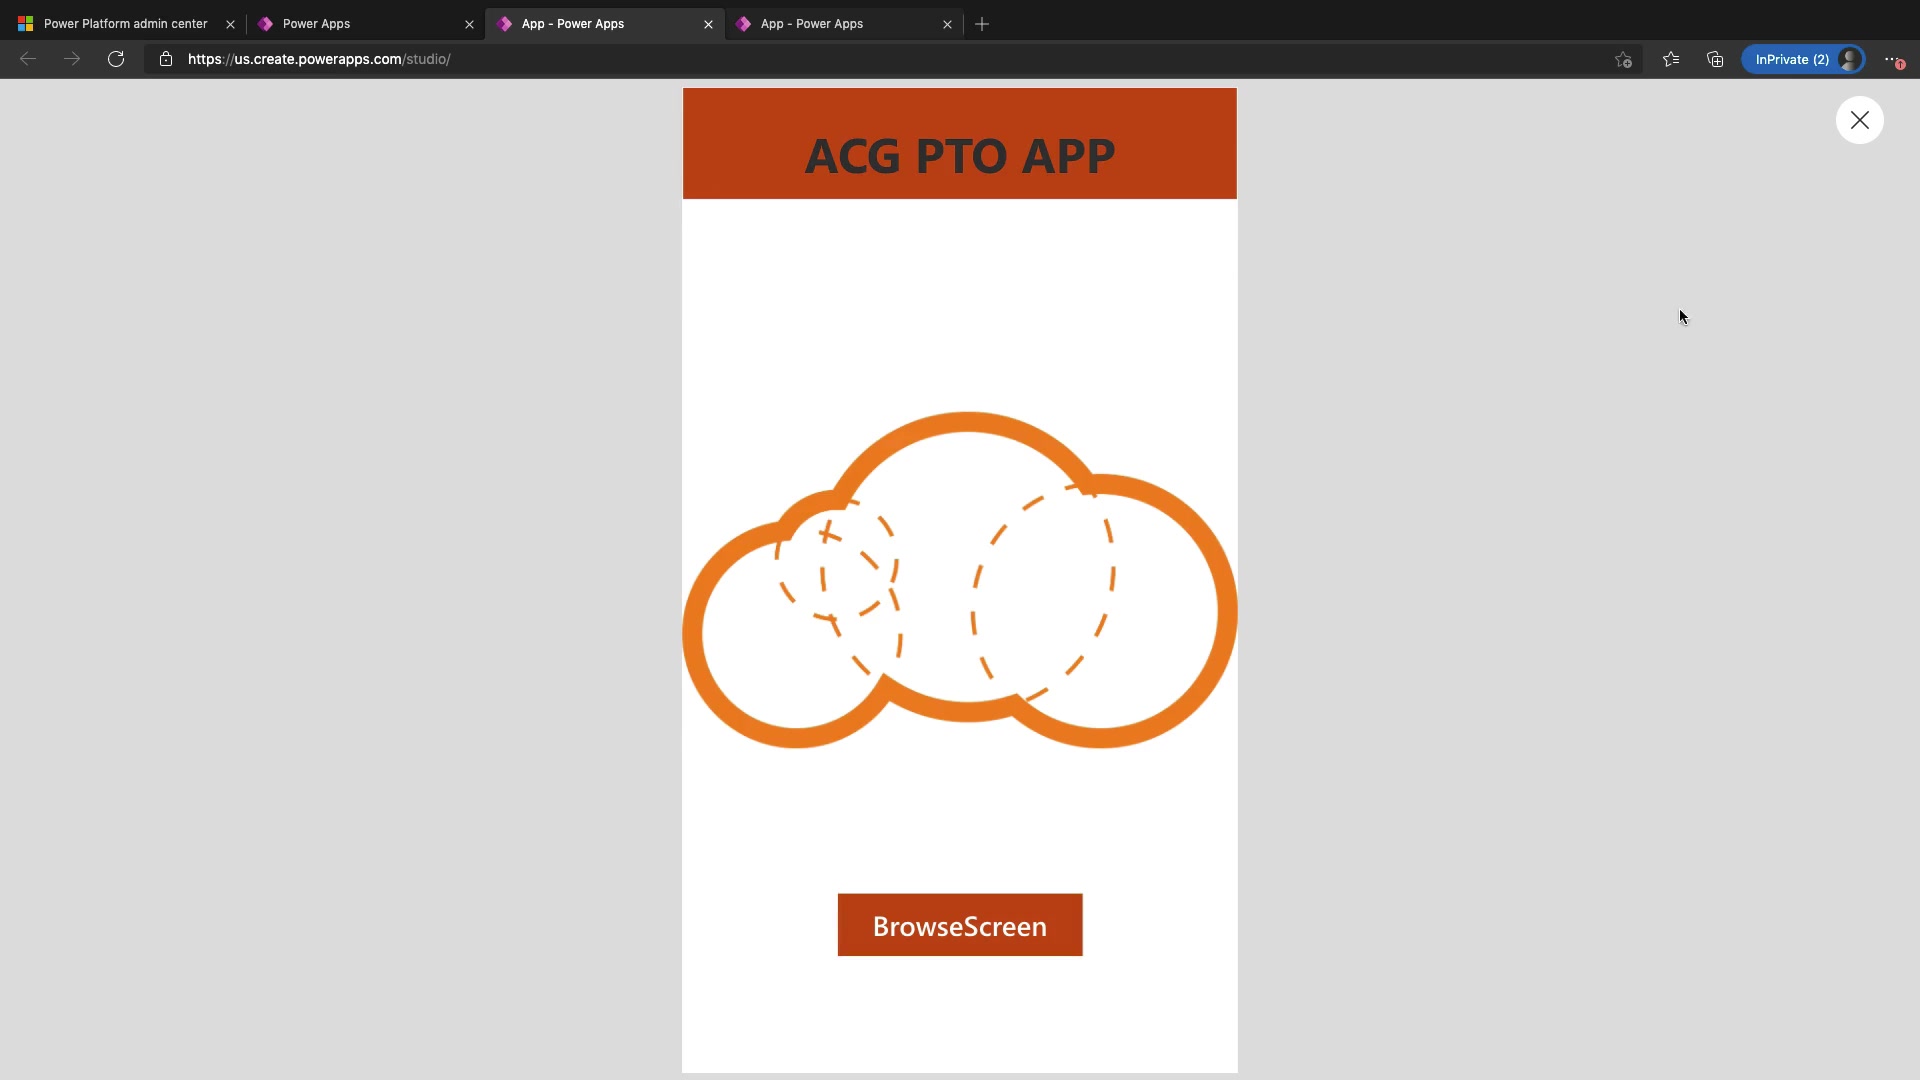 Power Platform admin center
Power Apps
App - Power Apps
App - Power Apps
https://us.create.powerapps.com/studio/
InPrivate (2)
ACG PTO APP
BrowseScreen